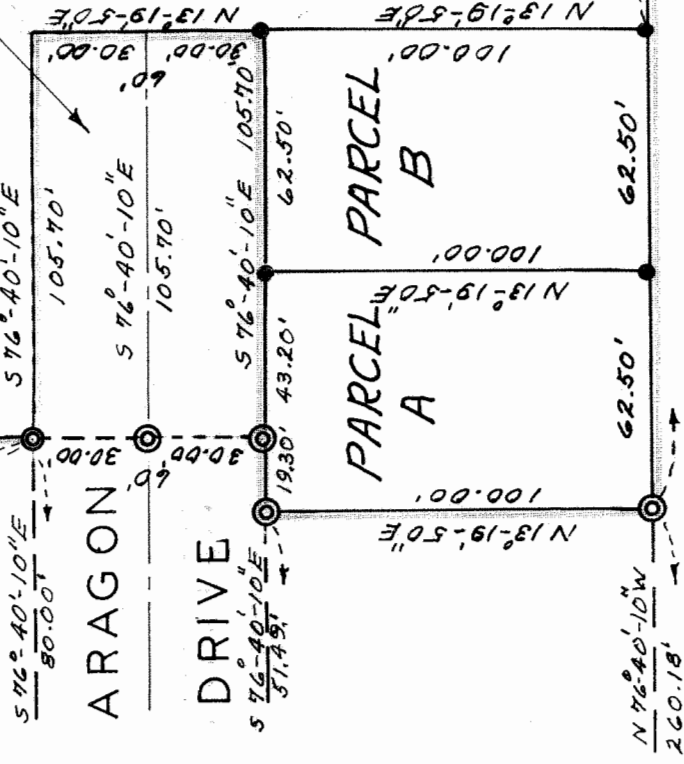 N 13°-19'-50"E
30.00'
30.00'
60'
N 13°-19'-50"E
100.00'
S 76°-40'-10"E
105.70'
S 76°-40'-10"E
105.70'
S 76°-40'-10"E 105.70'
62.50'
PARCEL
B
62.50'
100.00'
N 13°-19'-50"E
43.20'
19.30'
PARCEL
A
62.50'
100.00'
N 13°-19'-50"E
30.00
30.00'
60'
S 76°-40'-10"E
80.00'
ARAGON
DRIVE
S 76°-40'-10"E
51.49'
N 76°-40'-10"W
260.18'